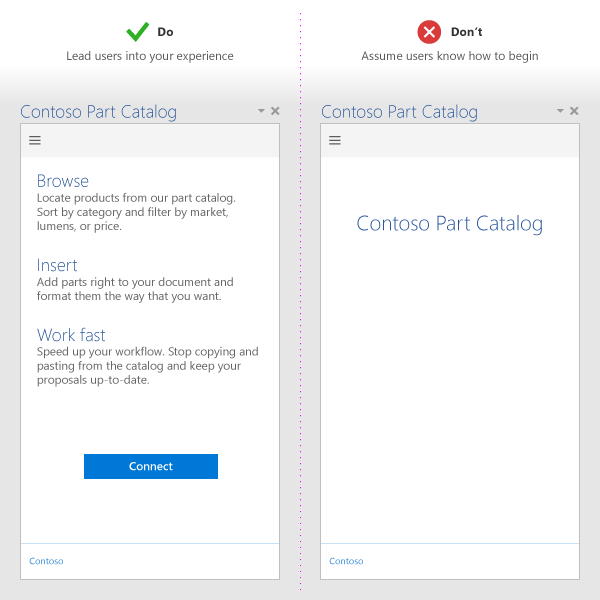 Do
Lead users into your experience
Contoso Part Catalog
Browse
Locate products from our part catalog.
Sort by category and filter by market,
lumens, or price.
Insert
Add parts right to your document and
format them the way that you want.
Work fast
Speed up your workflow. Stop copying and
pasting from the catalog and keep your
proposals up-to-date.
Connect
Contoso
Don't
Assume users know how to begin
Contoso Part Catalog
Contoso Part Catalog
Contoso